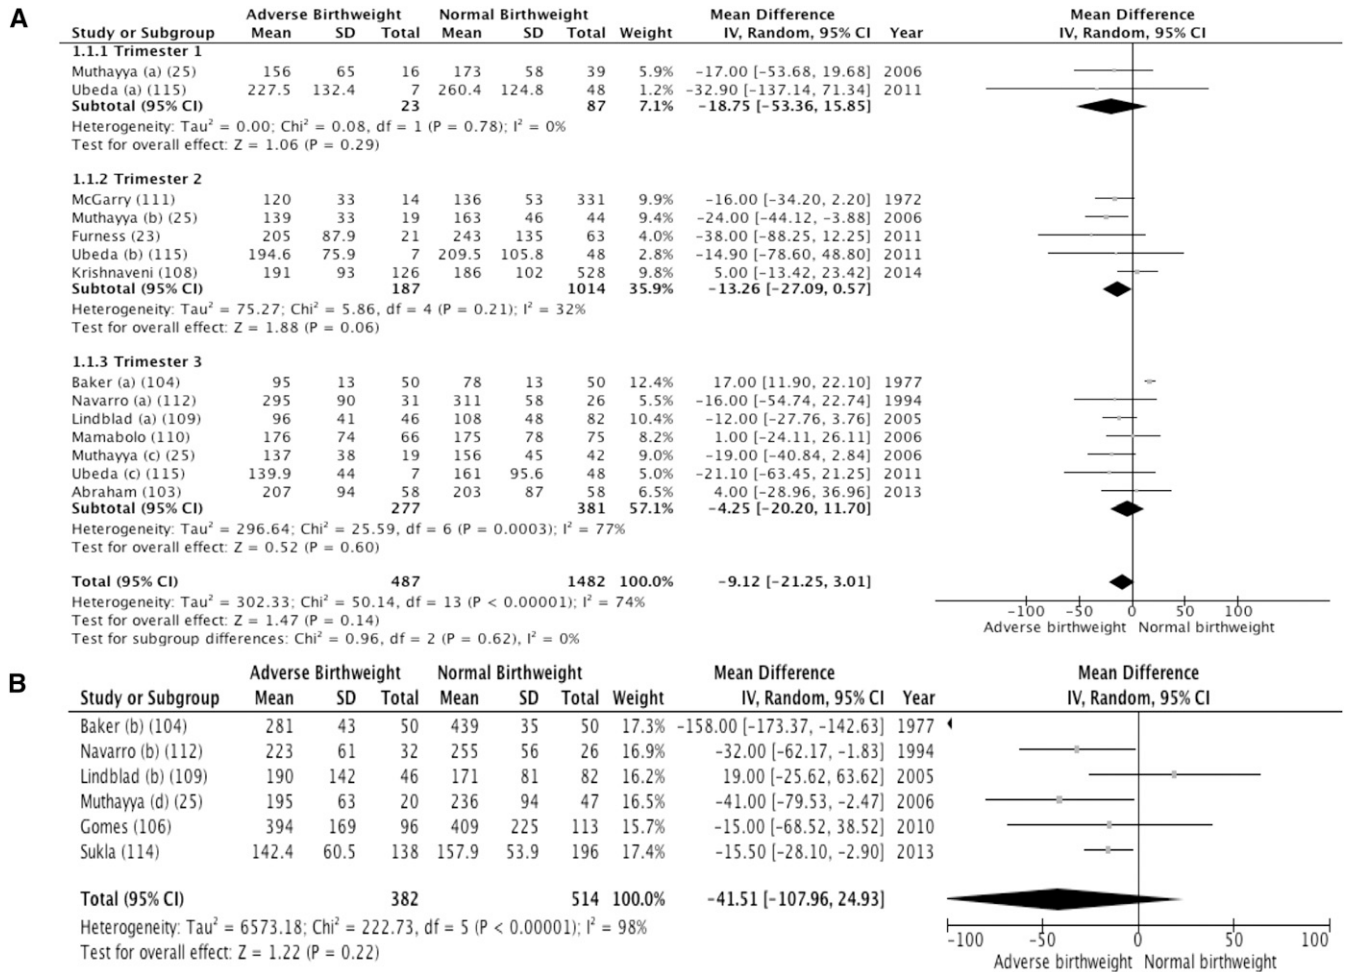 A
Adverse Birthweight Normal Birthweight Mean Difference Mean Difference
Study or Subgroup Mean SD Total Mean SD Total Weight IV, Random, 95% CI Year IV, Random, 95% CI
1.1.1 Trimester 1
Muthayya (a) (25) 156 65 16 173 58 39 5.9% −17.00 [−53.68, 19.68] 2006
Ubeda (a) (115) 227.5 132.4 7 260.4 124.8 48 1.2% −32.90 [−137.14, 71.34] 2011
Subtotal (95% CI) 23 87 7.1% −18.75 [−53.36, 15.85]
Heterogeneity: Tau² = 0.00; Chi² = 0.08, df = 1 (P = 0.78); I² = 0%
Test for overall effect: Z = 1.06 (P = 0.29)
1.1.2 Trimester 2
McGarry (111) 120 33 14 136 53 331 9.9% −16.00 [−34.20, 2.20] 1972
Muthayya (b) (25) 139 33 19 163 46 44 9.4% −24.00 [−44.12, −3.88] 2006
Furness (23) 205 87.9 21 243 135 63 4.0% −38.00 [−88.25, 12.25] 2011
Ubeda (b) (115) 194.6 75.9 7 209.5 105.8 48 2.8% −14.90 [−78.60, 48.80] 2011
Krishnaveni (108) 191 93 126 186 102 528 9.8% 5.00 [−13.42, 23.42] 2014
Subtotal (95% CI) 187 1014 35.9% −13.26 [−27.09, 0.57]
Heterogeneity: Tau² = 75.27; Chi² = 5.86, df = 4 (P = 0.21); I² = 32%
Test for overall effect: Z = 1.88 (P = 0.06)
1.1.3 Trimester 3
Baker (a) (104) 95 13 50 78 13 50 12.4% 17.00 [11.90, 22.10] 1977
Navarro (a) (112) 295 90 31 311 58 26 5.5% −16.00 [−54.74, 22.74] 1994
Lindblad (a) (109) 96 41 46 108 48 82 10.4% −12.00 [−27.76, 3.76] 2005
Mamabolo (110) 176 74 66 175 78 75 8.2% 1.00 [−24.11, 26.11] 2006
Muthayya (c) (25) 137 38 19 156 45 42 9.0% −19.00 [−40.84, 2.84] 2006
Ubeda (c) (115) 139.9 44 7 161 95.6 48 5.0% −21.10 [−63.45, 21.25] 2011
Abraham (103) 207 94 58 203 87 58 6.5% 4.00 [−28.96, 36.96] 2013
Subtotal (95% CI) 277 381 57.1% −4.25 [−20.20, 11.70]
Heterogeneity: Tau² = 296.64; Chi² = 25.59, df = 6 (P = 0.0003); I² = 77%
Test for overall effect: Z = 0.52 (P = 0.60)
Total (95% CI) 487 1482 100.0% −9.12 [−21.25, 3.01]
Heterogeneity: Tau² = 302.33; Chi² = 50.14, df = 13 (P < 0.00001); I² = 74%
Test for overall effect: Z = 1.47 (P = 0.14)
Test for subgroup differences: Chi² = 0.96, df = 2 (P = 0.62), I² = 0%
−100 −50 0 50 100
Adverse birthweight Normal birthweight
B
Adverse Birthweight Normal Birthweight Mean Difference Mean Difference
Study or Subgroup Mean SD Total Mean SD Total Weight IV, Random, 95% CI Year IV, Random, 95% CI
Baker (b) (104) 281 43 50 439 35 50 17.3% −158.00 [−173.37, −142.63] 1977
Navarro (b) (112) 223 61 32 255 56 26 16.9% −32.00 [−62.17, −1.83] 1994
Lindblad (b) (109) 190 142 46 171 81 82 16.2% 19.00 [−25.62, 63.62] 2005
Muthayya (d) (25) 195 63 20 236 94 47 16.5% −41.00 [−79.53, −2.47] 2006
Gomes (106) 394 169 96 409 225 113 15.7% −15.00 [−68.52, 38.52] 2010
Sukla (114) 142.4 60.5 138 157.9 53.9 196 17.4% −15.50 [−28.10, −2.90] 2013
Total (95% CI) 382 514 100.0% −41.51 [−107.96, 24.93]
Heterogeneity: Tau² = 6573.18; Chi² = 222.73, df = 5 (P < 0.00001); I² = 98%
Test for overall effect: Z = 1.22 (P = 0.22)
-100 -50 0 50 100
Adverse birthweight Normal birthweight